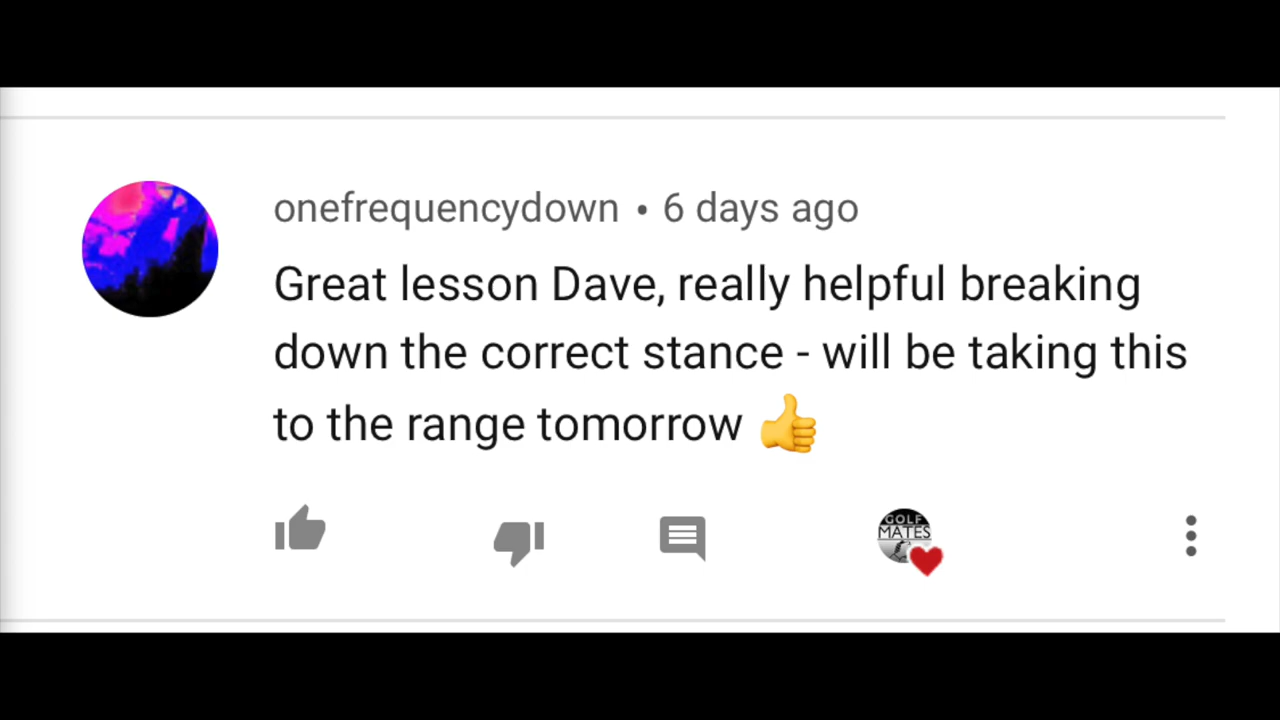 onefrequencydown • 6 days ago
Great lesson Dave, really helpful breaking
down the correct stance - will be taking this
to the range tomorrow 👍
GOLF
MATES